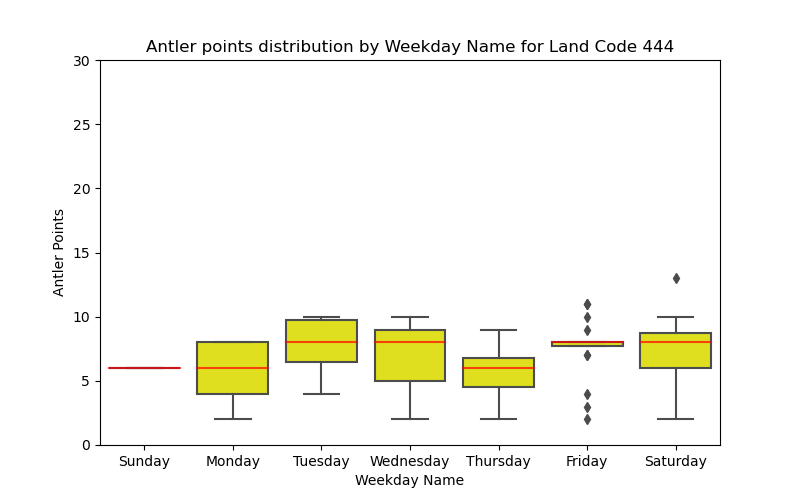 Antler points distribution by Weekday Name for Land Code 444
30
25
20
15
10
5
0
Antler Points
Sunday Monday Tuesday Wednesday Thursday Friday Saturday
Weekday Name